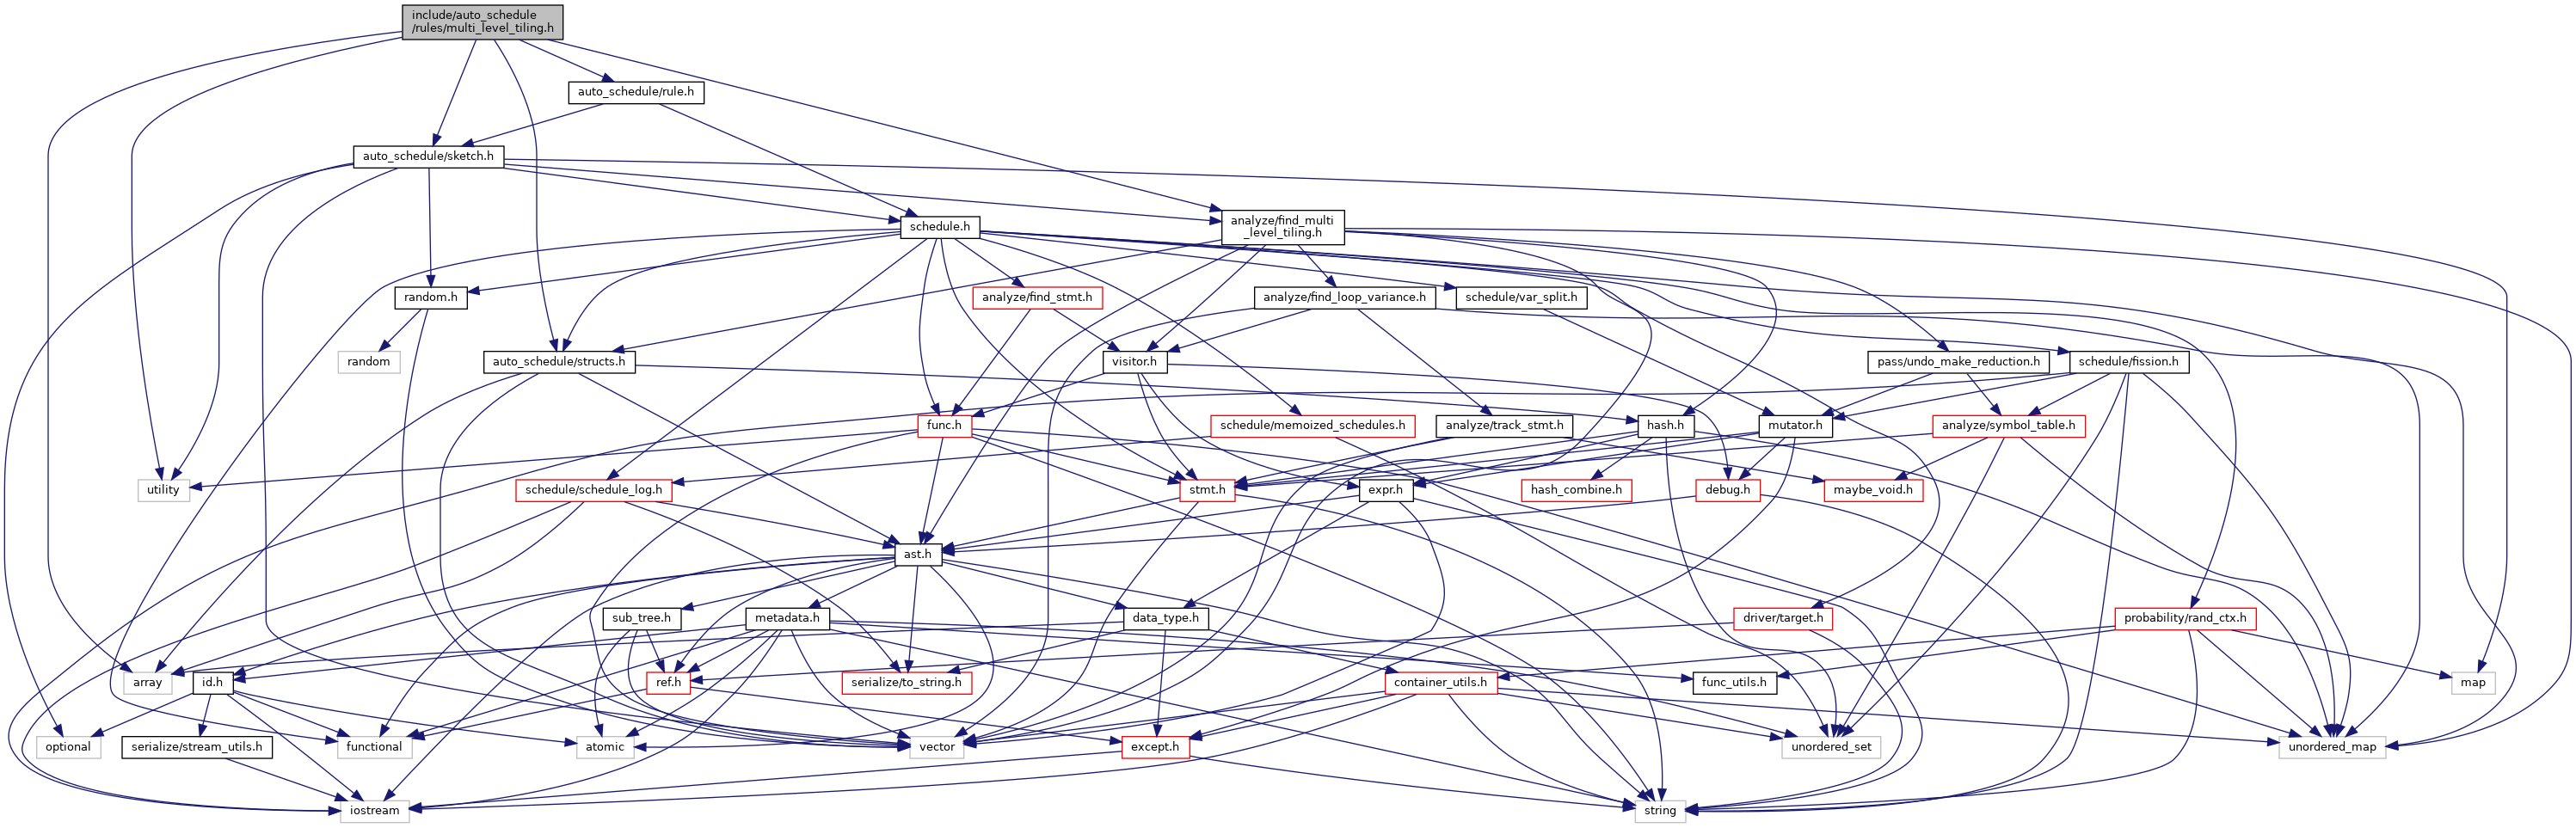 include/auto_schedule
/rules/multi_level_tiling.h
auto_schedule/rule.h
auto_schedule/sketch.h
schedule.h
analyze/find_multi
_level_tiling.h
random.h
analyze/find_stmt.h
analyze/find_loop_variance.h
schedule/var_split.h
random
auto_schedule/structs.h
visitor.h
pass/undo_make_reduction.h
schedule/fission.h
func.h
schedule/memoized_schedules.h
analyze/track_stmt.h
hash.h
mutator.h
analyze/symbol_table.h
utility
schedule/schedule_log.h
stmt.h
expr.h
hash_combine.h
debug.h
maybe_void.h
ast.h
sub_tree.h
metadata.h
data_type.h
driver/target.h
probability/rand_ctx.h
array
id.h
ref.h
serialize/to_string.h
container_utils.h
func_utils.h
map
optional
serialize/stream_utils.h
functional
atomic
vector
except.h
unordered_set
unordered_map
iostream
string